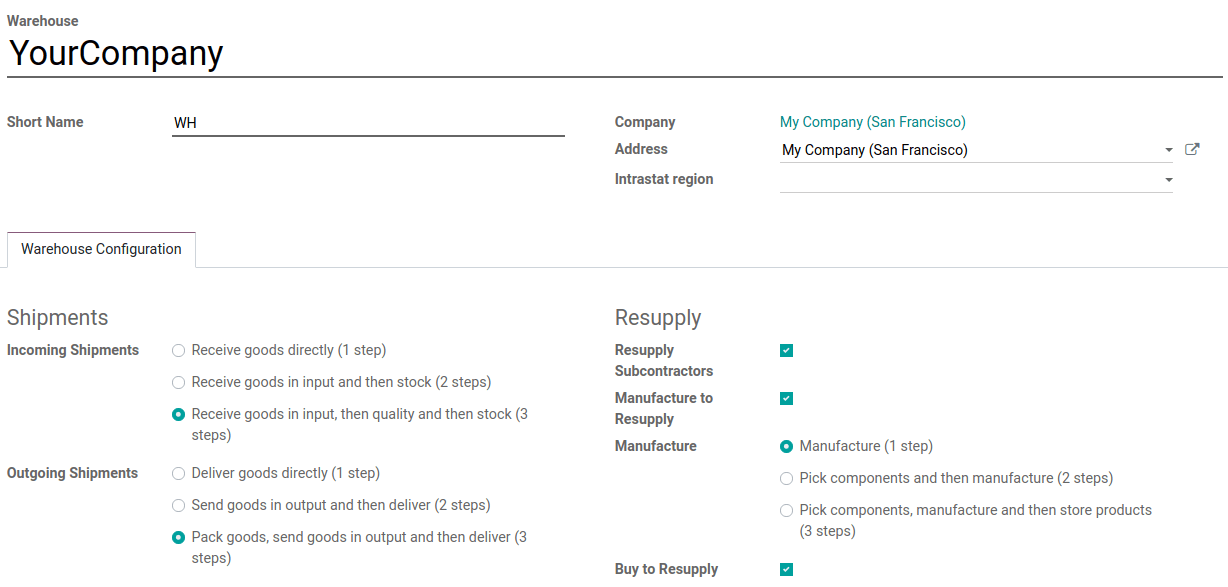 Warehouse
YourCompany
Short Name
WH
Company
My Company (San Francisco)
Address
My Company (San Francisco)
Intrastat region
Warehouse Configuration
Shipments
Incoming Shipments
Receive goods directly (1 step)
Receive goods in input and then stock (2 steps)
Receive goods in input, then quality and then stock (3
steps)
Outgoing Shipments
Deliver goods directly (1 step)
Send goods in output and then deliver (2 steps)
Pack goods, send goods in output and then deliver (3
steps)
Resupply
Resupply
Subcontractors
Manufacture to
Resupply
Manufacture
Manufacture (1 step)
Pick components and then manufacture (2 steps)
Pick components, manufacture and then store products
(3 steps)
Buy to Resupply